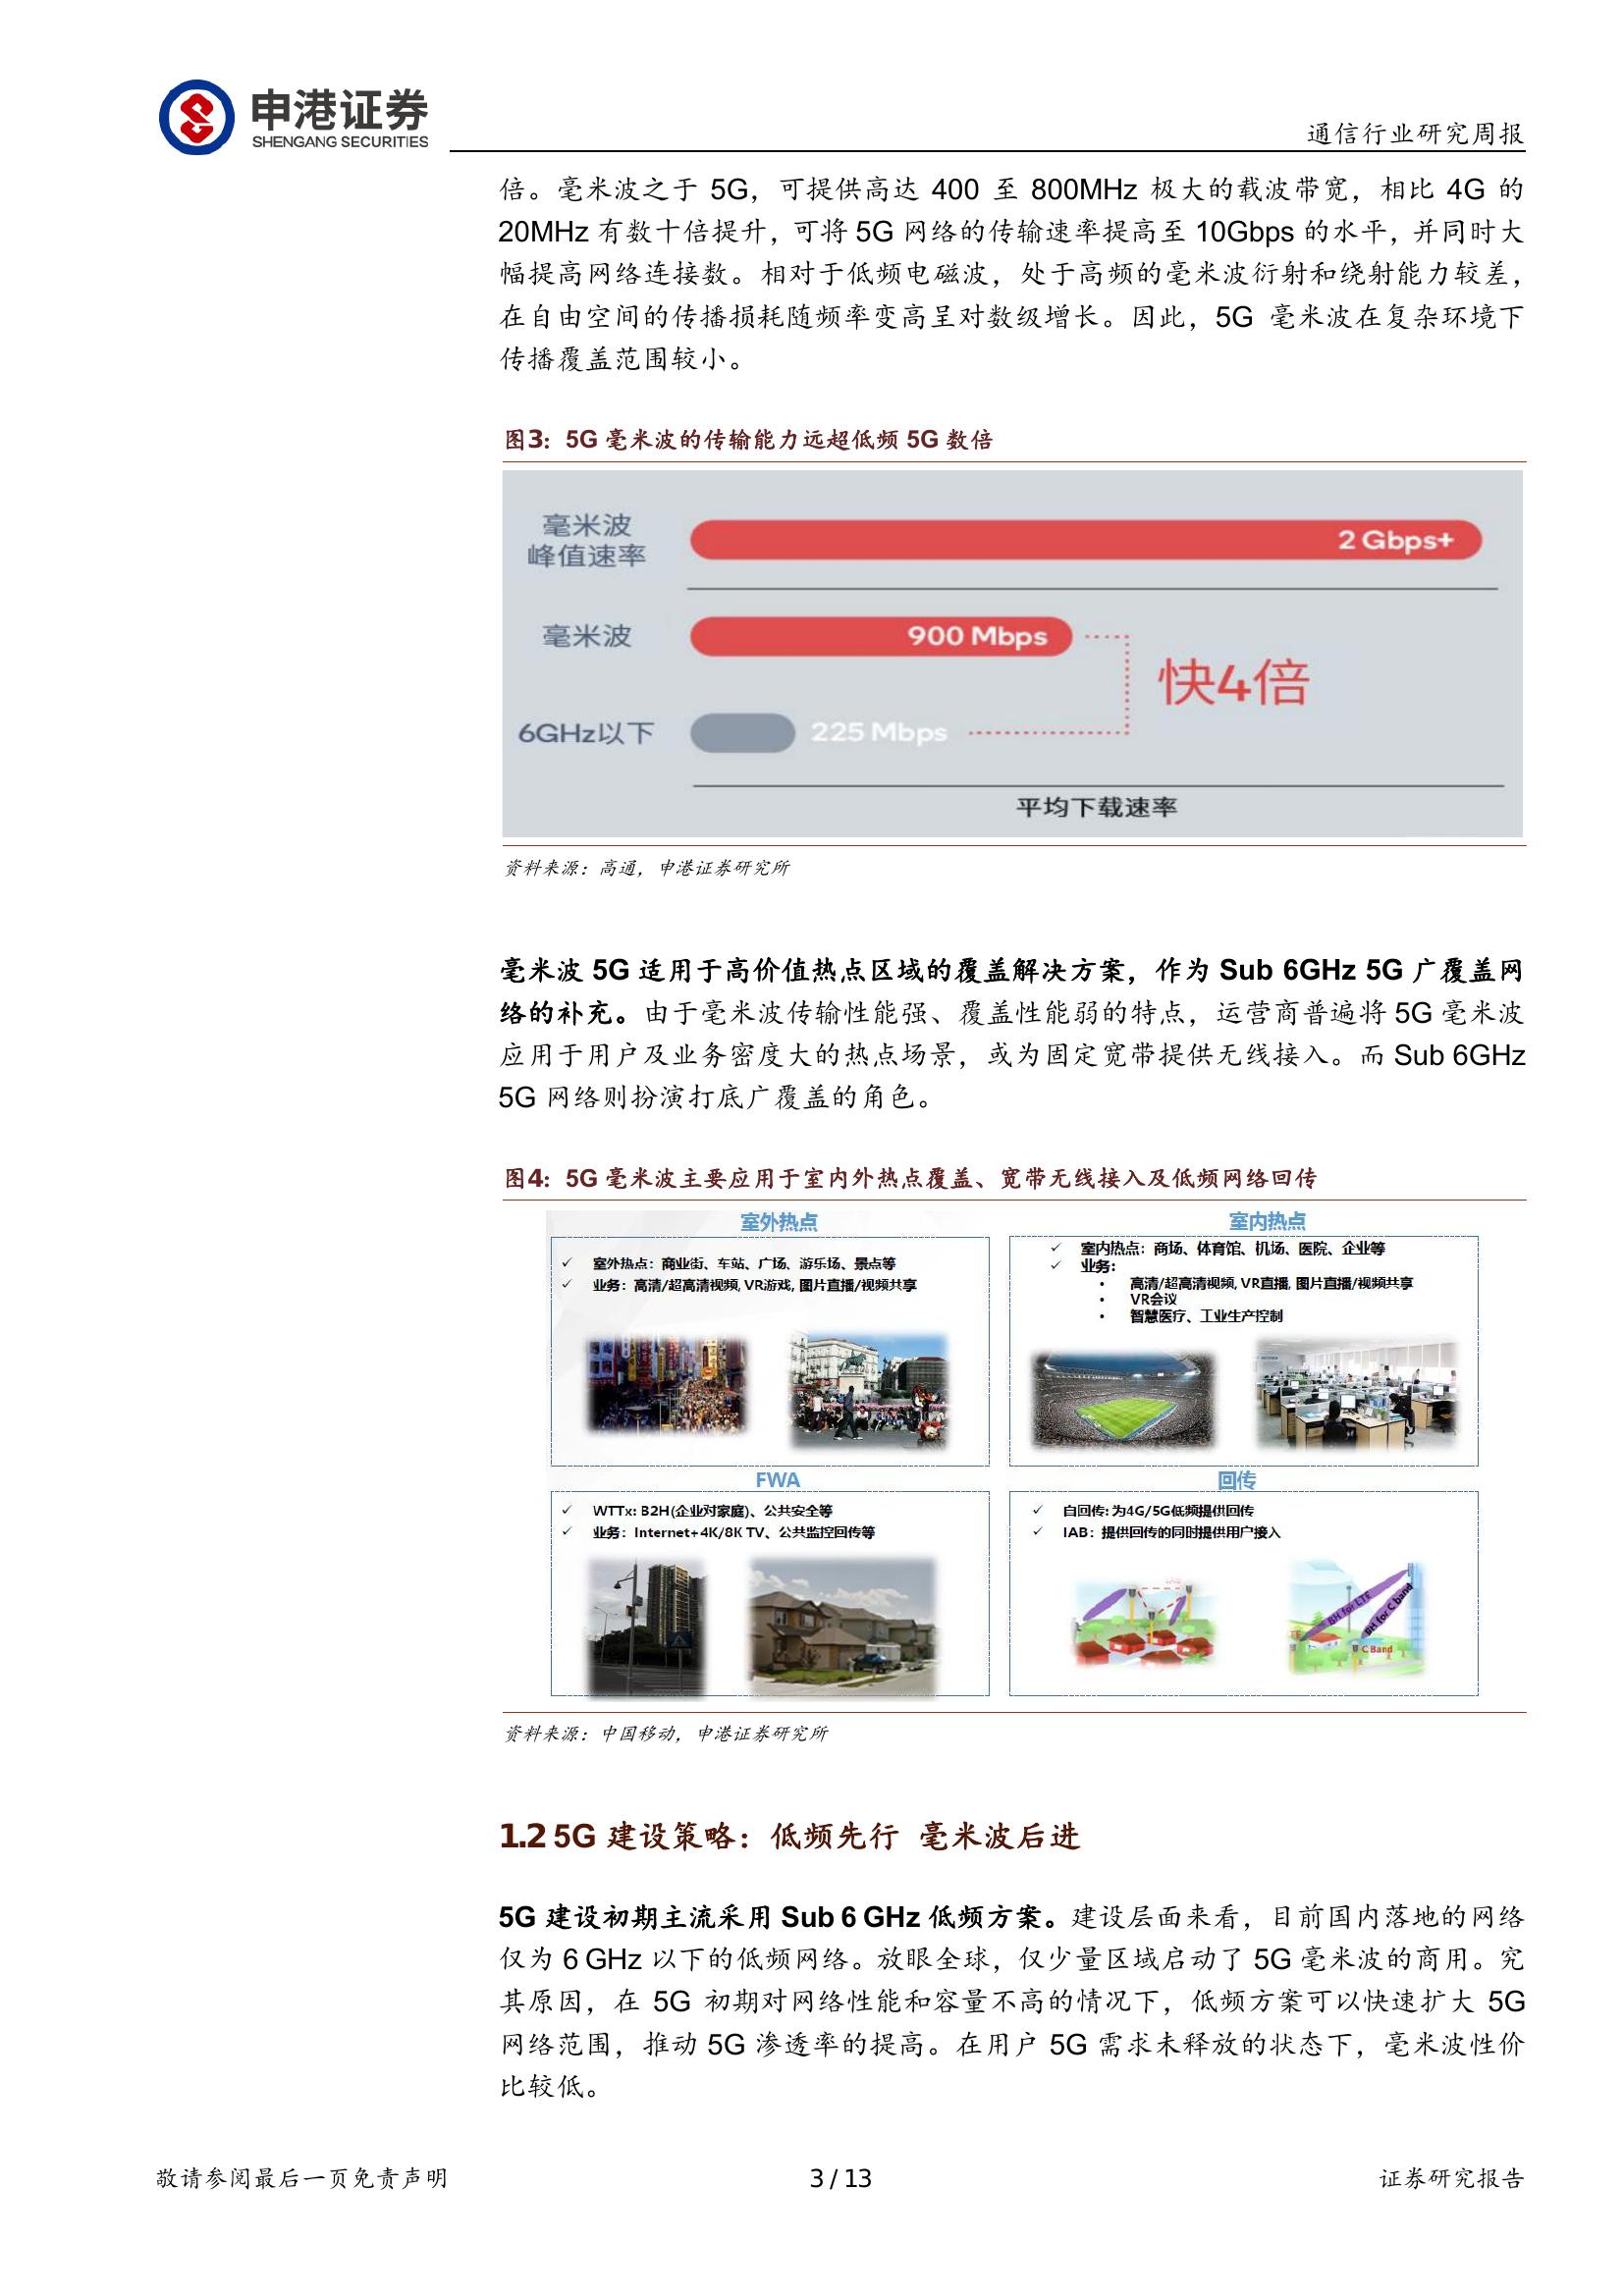 申港证券
SHENGANG SECURITIES
通信行业研究周报
倍。毫米波之于 5G，可提供高达 400 至 800MHz 极大的载波带宽，相比 4G 的
20MHz 有数十倍提升，可将 5G 网络的传输速率提高至 10Gbps 的水平，并同时大
幅提高网络连接数。相对于低频电磁波，处于高频的毫米波衍射和绕射能力较差，
在自由空间的传播损耗随频率变高呈对数级增长。因此，5G 毫米波在复杂环境下
传播覆盖范围较小。
图3：5G 毫米波的传输能力远超低频 5G 数倍
毫米波
峰值速率
2 Gbps+
毫米波
900 Mbps
快4倍
6GHz以下
225 Mbps
平均下载速率
资料来源：高通，申港证券研究所
毫米波 5G 适用于高价值热点区域的覆盖解决方案，作为 Sub 6GHz 5G 广覆盖网
络的补充。由于毫米波传输性能强、覆盖性能弱的特点，运营商普遍将 5G 毫米波
应用于用户及业务密度大的热点场景，或为固定宽带提供无线接入。而 Sub 6GHz
5G 网络则扮演打底广覆盖的角色。
图4：5G 毫米波主要应用于室内外热点覆盖、宽带无线接入及低频网络回传
室外热点
✓ 室外热点：商业街、车站、广场、游乐场、景点等
✓ 业务：高清/超高清视频, VR游戏, 图片直播/视频共享
室内热点
✓ 室内热点：商场、体育馆、机场、医院、企业等
✓ 业务：
• 高清/超高清视频, VR直播, 图片直播/视频共享
• VR会议
• 智慧医疗、工业生产控制
FWA
✓ WTTx: B2H(企业对家庭)、公共安全等
✓ 业务：Internet+4K/8K TV、公共监控回传等
回传
✓ 自回传: 为4G/5G低频提供回传
✓ IAB：提供回传的同时提供用户接入
BH for LTE
BH for C band
C Band
资料来源：中国移动，申港证券研究所
1.2 5G 建设策略：低频先行 毫米波后进
5G 建设初期主流采用 Sub 6 GHz 低频方案。建设层面来看，目前国内落地的网络
仅为 6 GHz 以下的低频网络。放眼全球，仅少量区域启动了 5G 毫米波的商用。究
其原因，在 5G 初期对网络性能和容量不高的情况下，低频方案可以快速扩大 5G
网络范围，推动 5G 渗透率的提高。在用户 5G 需求未释放的状态下，毫米波性价
比较低。
敬请参阅最后一页免责声明
3 / 13
证券研究报告